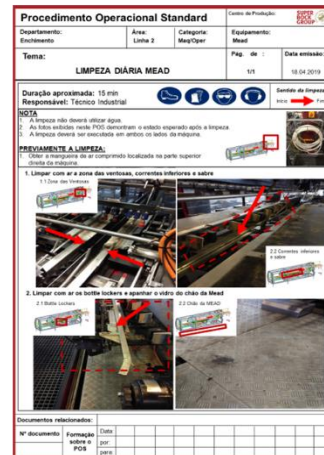 Procedimento Operacional Standard
Centro de Produção:
SUPER BOCK GROUP
Departamento:
Enchimento
Área:
Linha 2
Categoria:
Maq/Oper
Equipamento:
Mead
Tema:
LIMPEZA DIÁRIA MEAD
Pág. de :
1/1
Data emissão:
18.04.2019
Duração aproximada: 15 min
Responsável: Técnico Industrial
Sentido da limpeza
Início
Fim
NOTA
1. A limpeza não deverá utilizar água.
2. As fotos exibidas neste POS demonstram o estado esperado após a limpeza
3. A limpeza deverá ser executada em ambos os lados da máquina.
PREVIAMENTE A LIMPEZA:
1. Obter a mangueira de ar comprimido localizada na parte superior
direita da máquina.
1. Limpar com ar a zona das ventosas, correntes inferiores e sabre
1.1 Zona das Ventosas
2.2 Correntes inferiores
e sabre
2. Limpar com ar os bottle lockers e apanhar o vidro do chão da Mead
2.1 Bottle Lockers
2.2 Chão da MEAD
Documentos relacionados:
Nº documento
Formação
sobre o
POS
Data
por:
para: